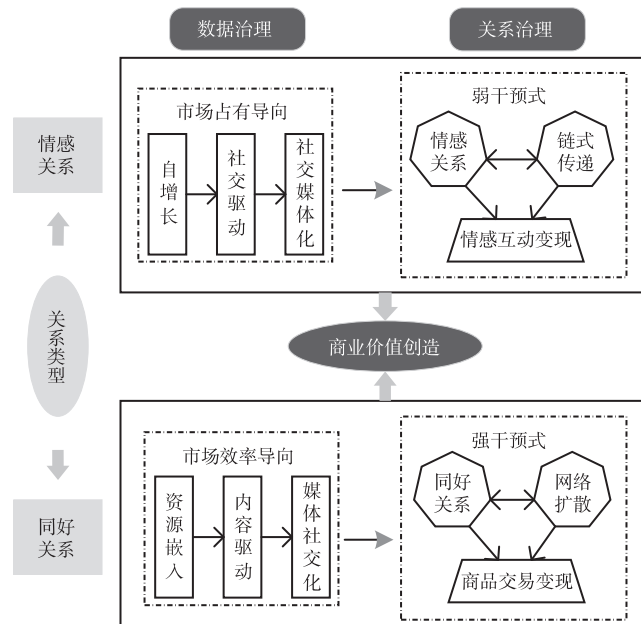 数据治理
关系治理
情感
关系
市场占有导向
自增长
社交驱动
社交媒体化
弱干预式
情感
关系
链式
传递
情感互动变现
关系类型
商业价值创造
同好
关系
市场效率导向
资源嵌入
内容驱动
媒体社交化
强干预式
同好
关系
网络
扩散
商品交易变现